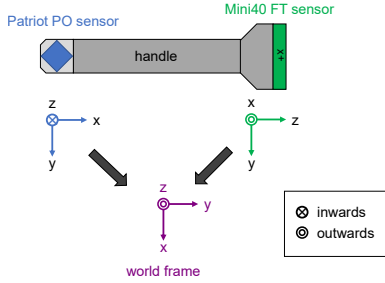 Mini40 FT sensor
Patriot PO sensor
handle
+x
z
x
y
x
z
y
z
y
x
inwards
outwards
world frame